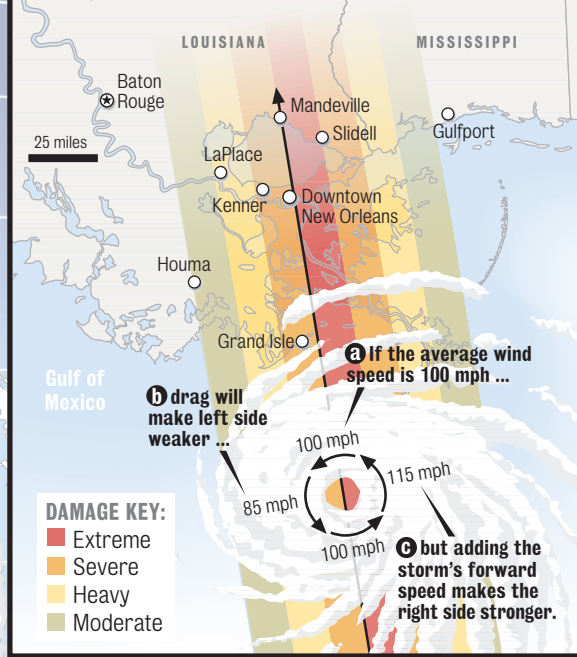 LOUISIANA
MISSISSIPPI
Baton
Rouge
Mandeville
Slidell
Gulfport
25 miles
LaPlace
Kenner
Downtown
New Orleans
Houma
Grand Isle
a If the average wind
speed is 100 mph ...
Gulf of
Mexico
b drag will
make left side
weaker ...
100 mph
115 mph
85 mph
100 mph
c but adding the
storm's forward
speed makes the
right side stronger.
DAMAGE KEY:
Extreme
Severe
Heavy
Moderate